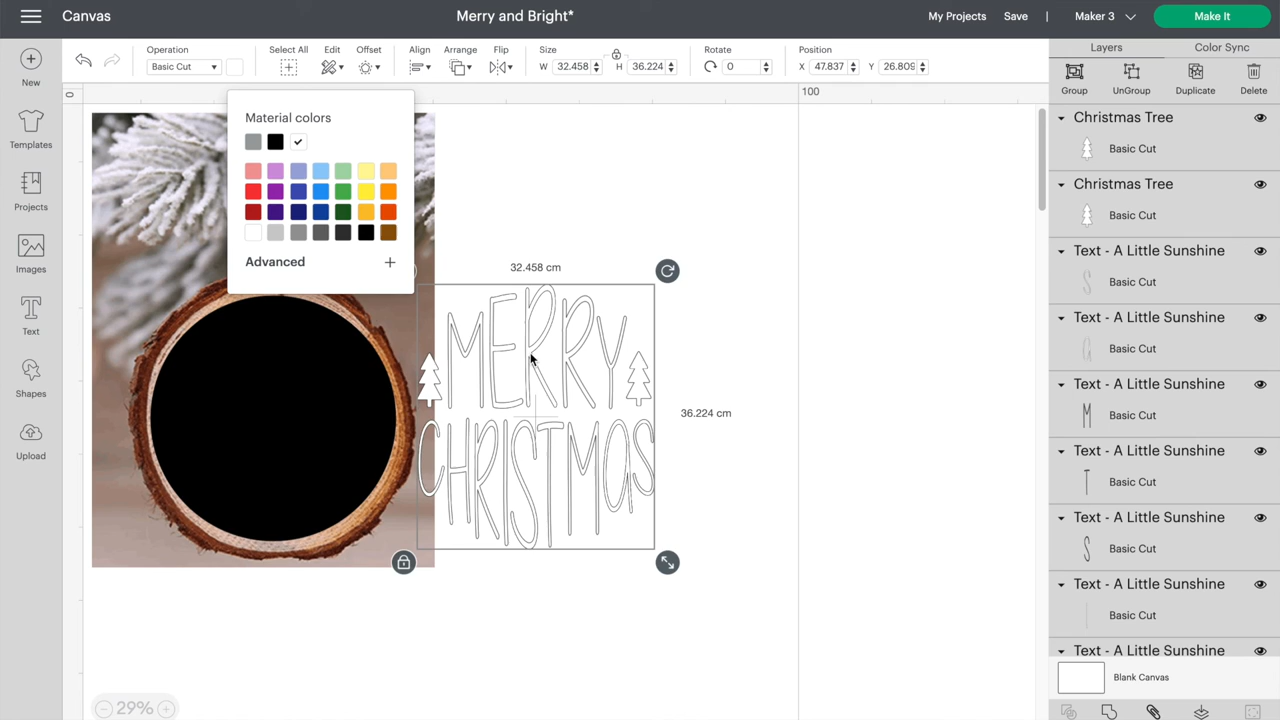 Canvas
Merry and Bright*
My Projects
Save
Maker 3
Make It
New
Templates
Projects
Images
Text
Shapes
Upload
Operation
Basic Cut
Select All
Edit
Offset
Align
Arrange
Flip
Size
W 32.458
H 36.224
Rotate
0
Position
X 47.837
Y 26.809
0
100
Material colors
Advanced
32.458 cm
36.224 cm
MERRY
CHRISTMAS
29%
Layers
Color Sync
Group
UnGroup
Duplicate
Delete
Christmas Tree
Basic Cut
Christmas Tree
Basic Cut
Text - A Little Sunshine
Basic Cut
Text - A Little Sunshine
Basic Cut
Text - A Little Sunshine
Basic Cut
Text - A Little Sunshine
Basic Cut
Text - A Little Sunshine
Basic Cut
Text - A Little Sunshine
Basic Cut
Text - A Little Sunshine
Blank Canvas